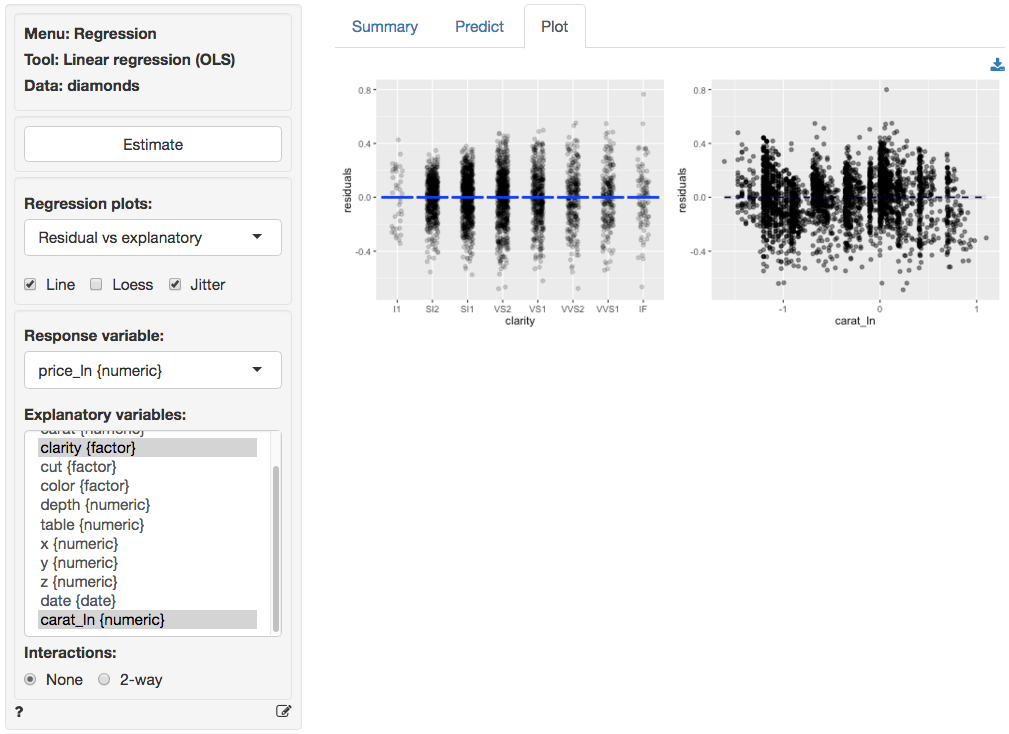 Menu: Regression
Tool: Linear regression (OLS)
Data: diamonds
Estimate
Regression plots:
Residual vs explanatory
Line Loess Jitter
Response variable:
price_ln {numeric}
Explanatory variables:
carat {numeric}
clarity {factor}
cut {factor}
color {factor}
depth {numeric}
table {numeric}
x {numeric}
y {numeric}
z {numeric}
date {date}
carat_ln {numeric}
Interactions:
None 2-way
?
Summary Predict Plot
0.8
0.4
0.0
-0.4
residuals
I1 SI2 SI1 VS2 VS1 VVS2 VVS1 IF
clarity
0.8
0.4
0.0
-0.4
residuals
-1 0 1
carat_ln